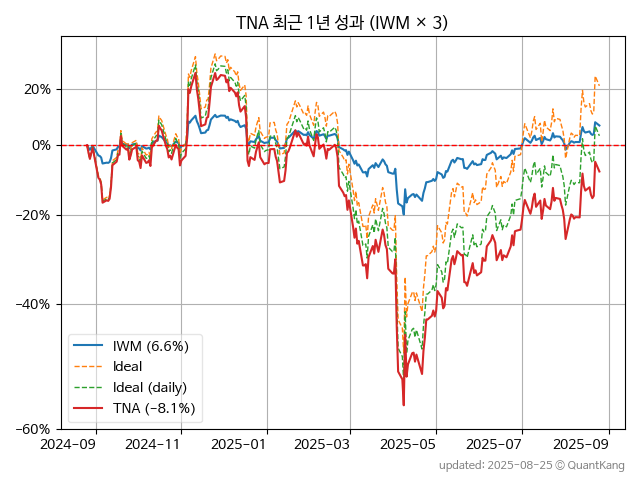 TNA 최근 1년 성과 (IWM × 3)
20%
0%
−20%
−40%
−60%
IWM (6.6%)
Ideal
Ideal (daily)
TNA (−8.1%)
2024-09 2024-11 2025-01 2025-03 2025-05 2025-07 2025-09
updated: 2025-08-25 © QuantKang